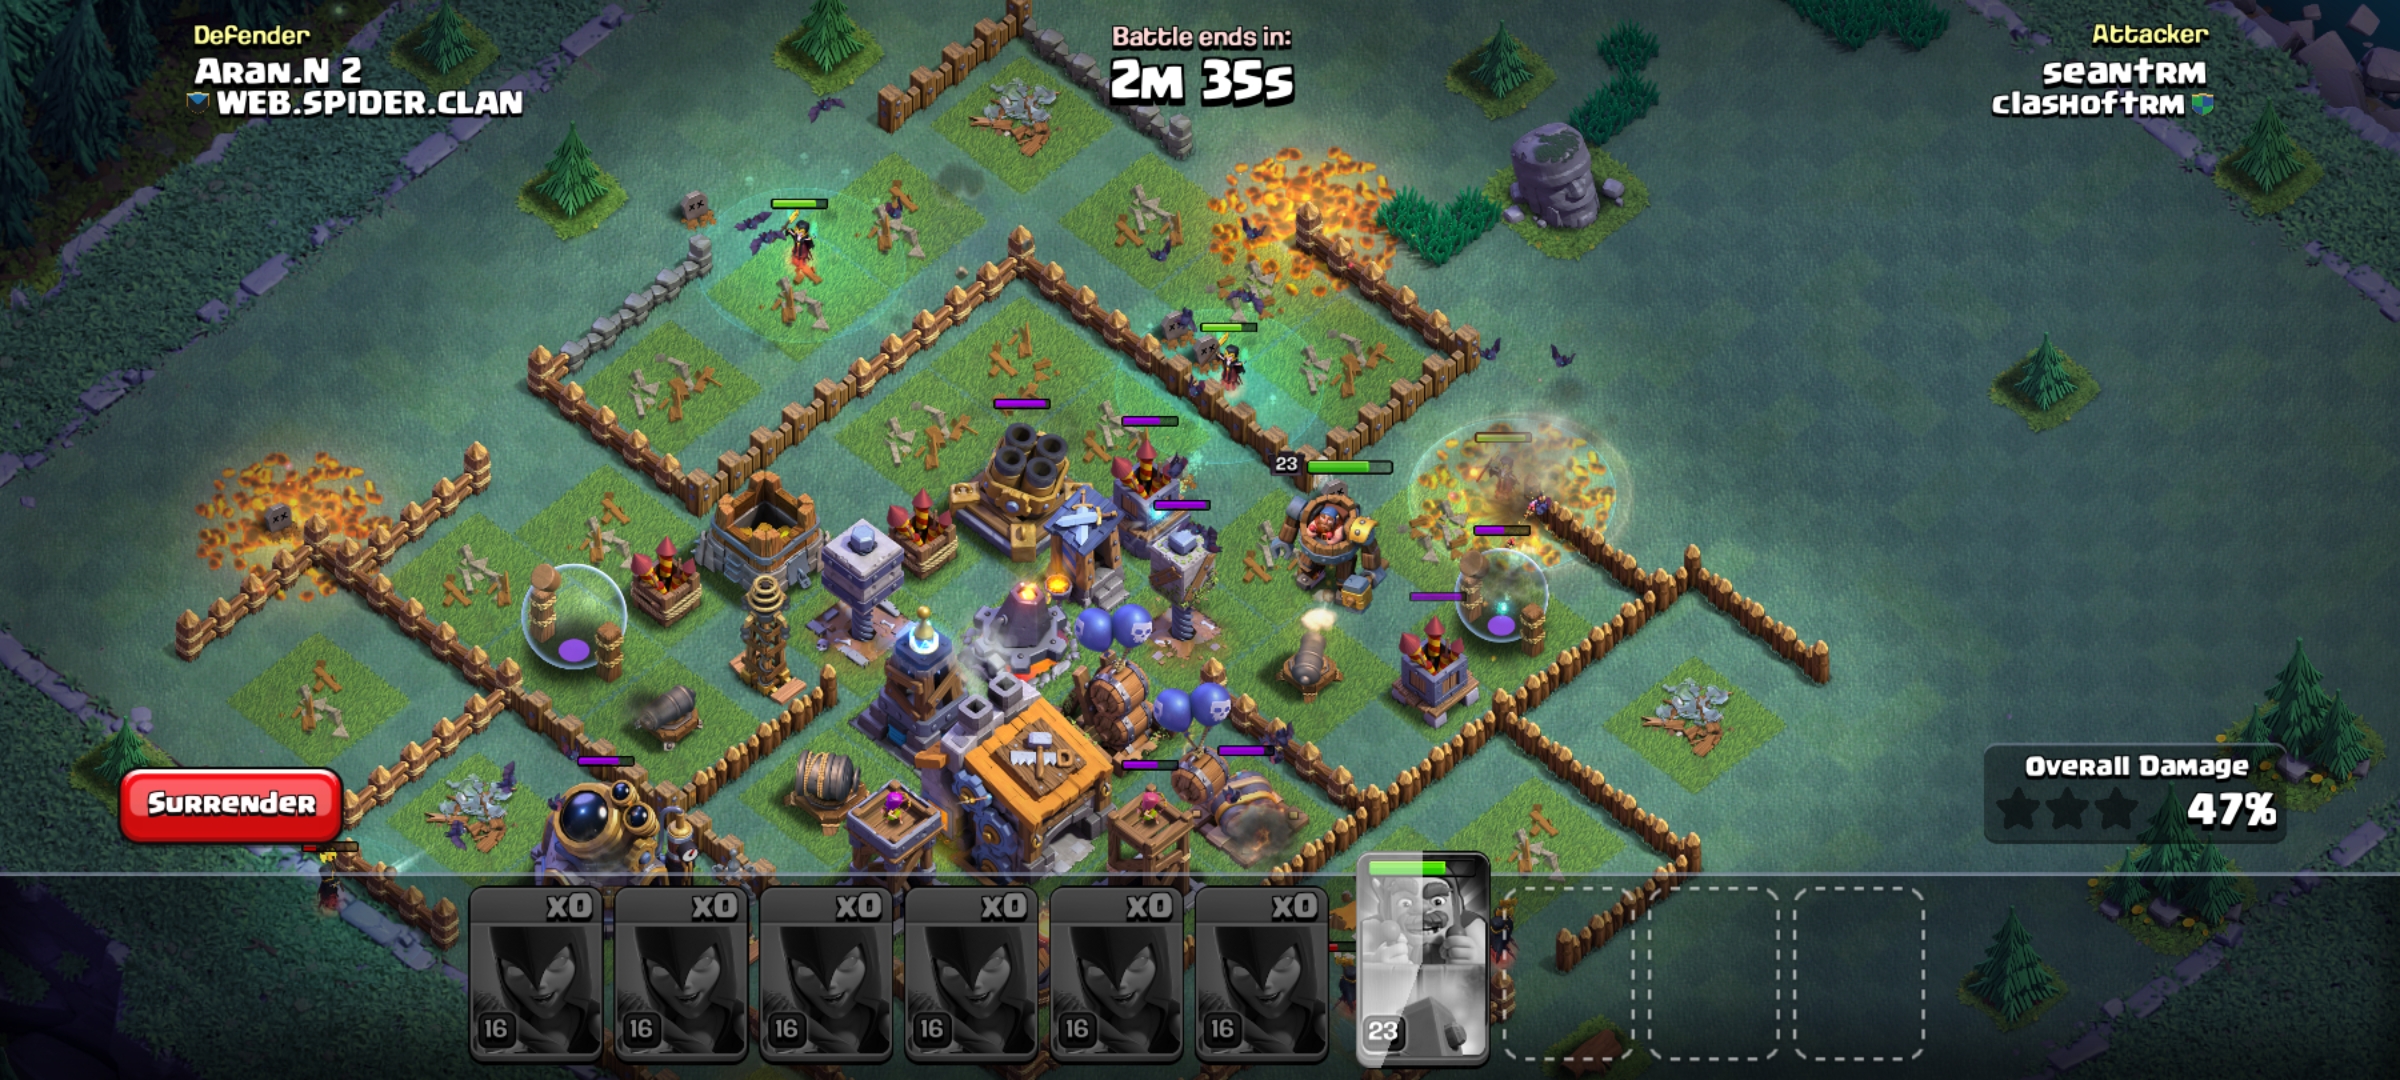 Defender
Aran.N 2
WEB.SPIDER.CLAN
Battle ends in:
2M 35s
Attacker
seantRM
clashoftRM
23
Surrender
Overall Damage
47%
x0
x0
x0
x0
x0
x0
16
16
16
16
16
16
23